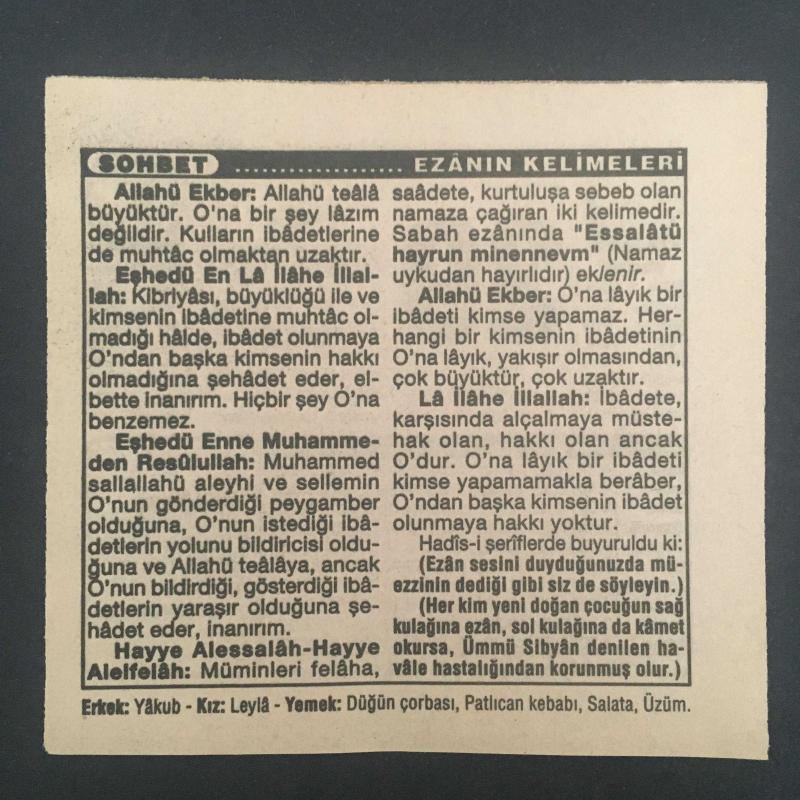 SOHBET ................... EZÂNIN KELİMELERİ
Allahü Ekber: Allahü teâlâ
büyüktür. O'na bir şey lâzım
değildir. Kulların ibâdetlerine
de muhtâc olmaktan uzaktır.
Eşhedü En Lâ İlâhe İllal-
lah: Kibriyâsı, büyüklüğü ile ve
kimsenin ibâdetine muhtâc ol-
madığı hâlde, ibâdet olunmaya
O'ndan başka kimsenin hakkı
olmadığına şehâdet eder, el-
bette inanırım. Hiçbir şey O'na
benzemez.
Eşhedü Enne Muhamme-
den Resûlullah: Muhammed
sallallahü aleyhi ve sellemin
O'nun gönderdiği peygamber
olduğuna, O'nun istediği ibâ-
detlerin yolunu bildiricisi oldu-
ğuna ve Allahü teâlâya, ancak
O'nun bildirdiği, gösterdiği ibâ-
detlerin yaraşır olduğuna şe-
hâdet eder, inanırım.
Hayye Alessalâh-Hayye
Alelfelâh: Müminleri felâha,
saâdete, kurtuluşa sebeb olan
namaza çağıran iki kelimedir.
Sabah ezânında "Essalâtü
hayrun minennevm" (Namaz
uykudan hayırlıdır) eklenir.
Allahü Ekber: O'na lâyık bir
ibâdeti kimse yapamaz. Her-
hangi bir kimsenin ibâdetinin
O'na lâyık, yakışır olmasından,
çok büyüktür, çok uzaktır.
Lâ İlâhe İllallah: İbâdete,
karşısında alçalmaya müste-
hak olan, hakkı olan ancak
O'dur. O'na lâyık bir ibâdeti
kimse yapamamakla berâber,
O'ndan başka kimsenin ibâdet
olunmaya hakkı yoktur.
Hadîs-i şerîflerde buyuruldu ki:
(Ezân sesini duyduğunuzda mü-
ezzinin dediği gibi siz de söyleyin.)
(Her kim yeni doğan çocuğun sağ
kulağına ezân, sol kulağına da kâmet
okursa, Ümmü Sibyân denilen ha-
vâle hastalığından korunmuş olur.)
Erkek: Yâkub - Kız: Leylâ - Yemek: Düğün çorbası, Patlıcan kebabı, Salata, Üzüm.